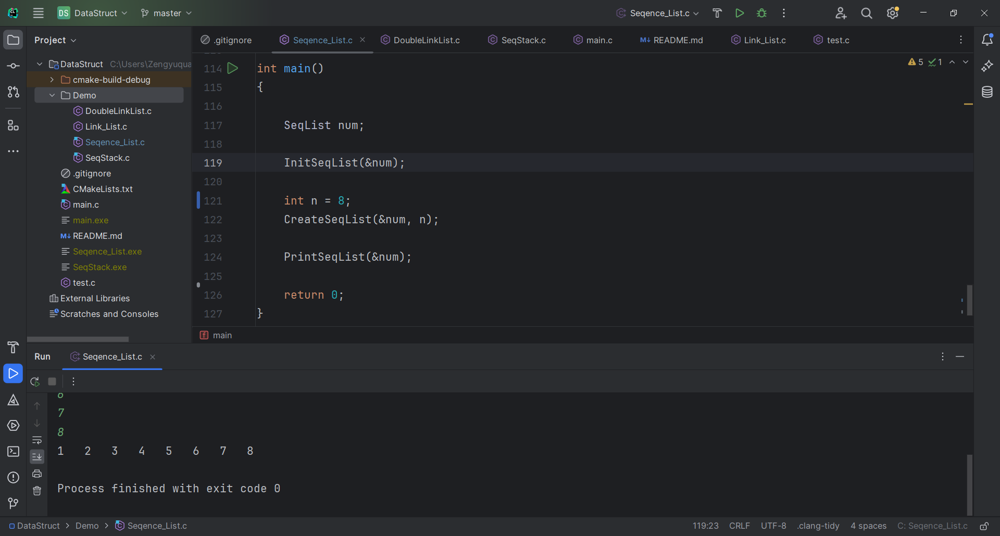 DS DataStruct master Seqence_List.c
Project
.gitignore Seqence_List.c DoubleLinkList.c SeqStack.c main.c M↓ README.md Link_List.c test.c
DataStruct C:\Users\Zengyuqua
cmake-build-debug
Demo
DoubleLinkList.c
Link_List.c
Seqence_List.c
SeqStack.c
.gitignore
CMakeLists.txt
main.c
main.exe
M↓ README.md
Seqence_List.exe
SeqStack.exe
test.c
External Libraries
Scratches and Consoles
5 1
114 int main()
115 {
116
117 SeqList num;
118
119 InitSeqList(&num);
120
121 int n = 8;
122 CreateSeqList(&num, n);
123
124 PrintSeqList(&num);
125
126 return 0;
127 }
f main
Run Seqence_List.c
6
7
8
1 2 3 4 5 6 7 8
Process finished with exit code 0
DataStruct Demo Seqence_List.c
119:23 CRLF UTF-8 .clang-tidy 4 spaces C: Seqence_List.c